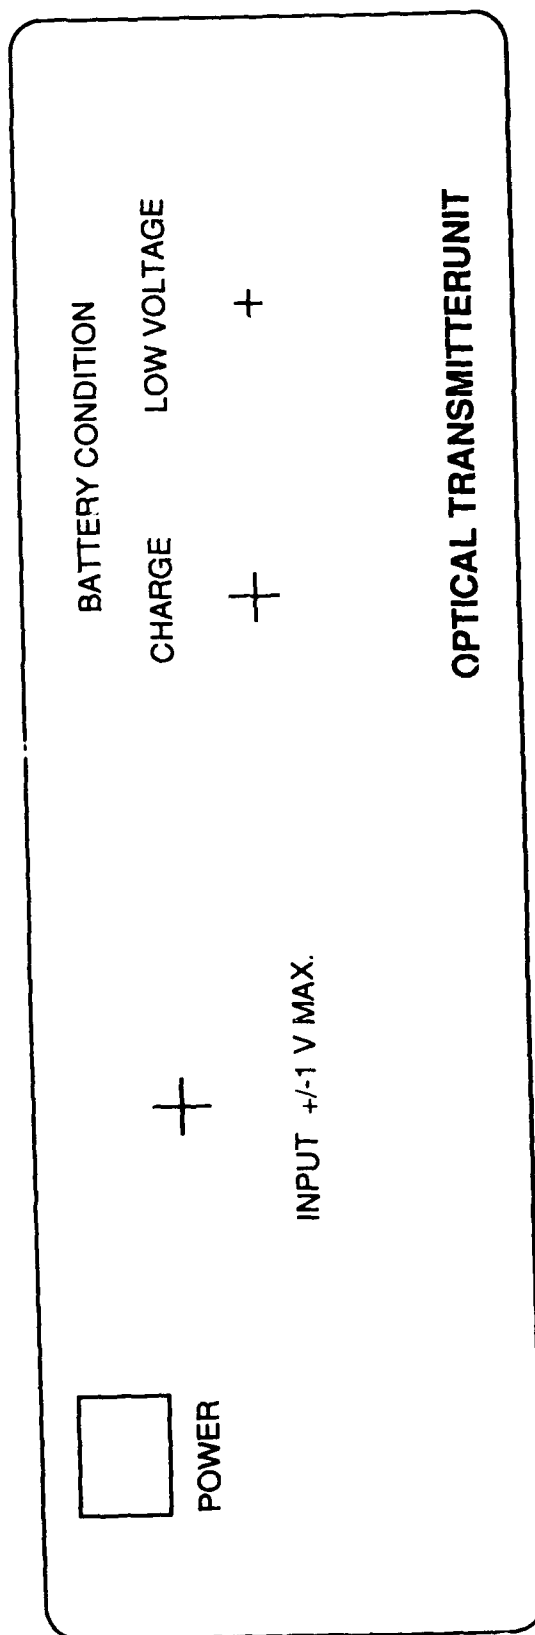 BATTERY CONDITION
CHARGE LOW VOLTAGE
POWER
INPUT +/-1 V MAX.
OPTICAL TRANSMITTERUNIT